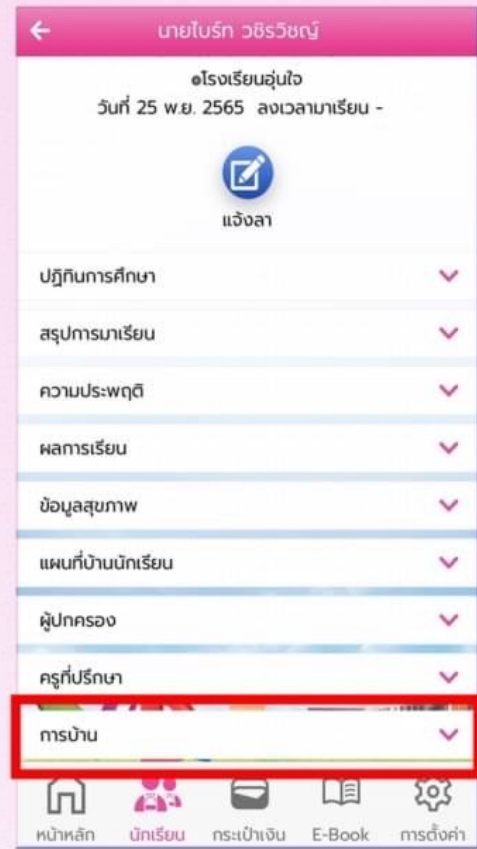 นายไบร์ท วชิรวิชญ์
๏โรงเรียนอุ่นใจ
วันที่ 25 พ.ย. 2565 ลงเวลามาเรียน -
แจ้งลา
ปฏิทินการศึกษา
สรุปการมาเรียน
ความประพฤติ
ผลการเรียน
ข้อมูลสุขภาพ
แผนที่บ้านนักเรียน
ผู้ปกครอง
ครูที่ปรึกษา
การบ้าน
หน้าหลัก นักเรียน กระเป๋าเงิน E-Book การตั้งค่า